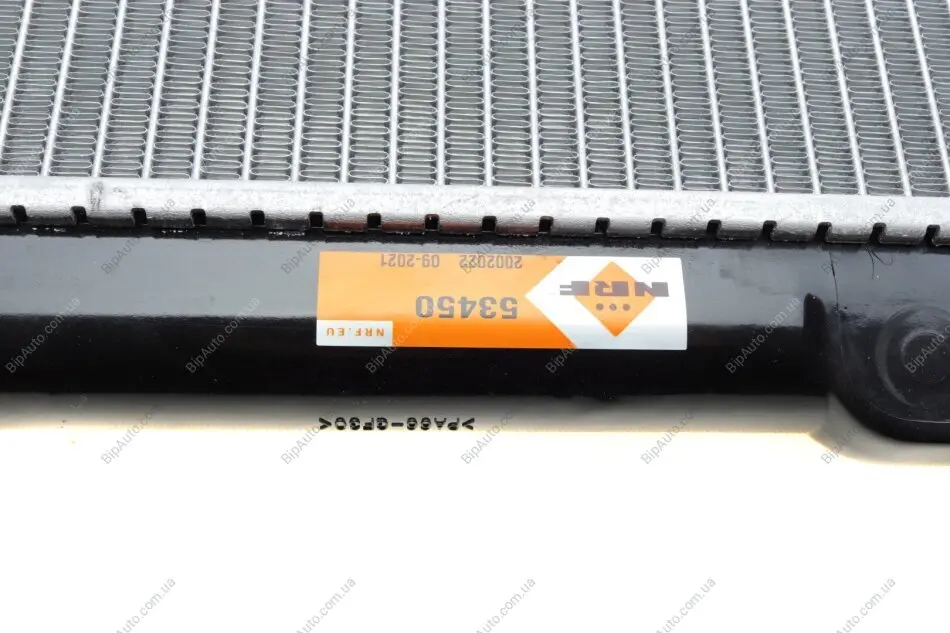 NRF
53450
2002022 09-2021
NRF.EU
>PA66-GF30<
BipAuto.com.ua